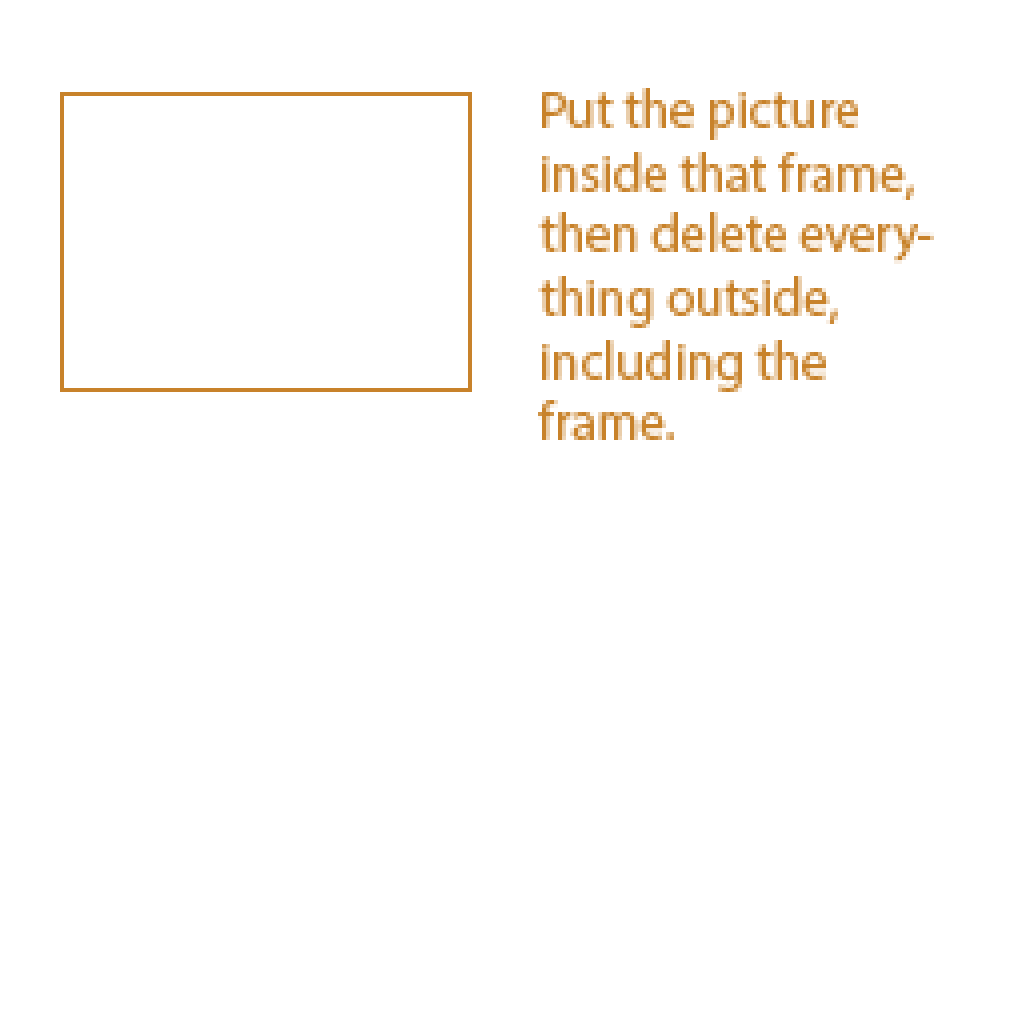 Put the picture
inside that frame,
then delete every-
thing outside,
including the
frame.